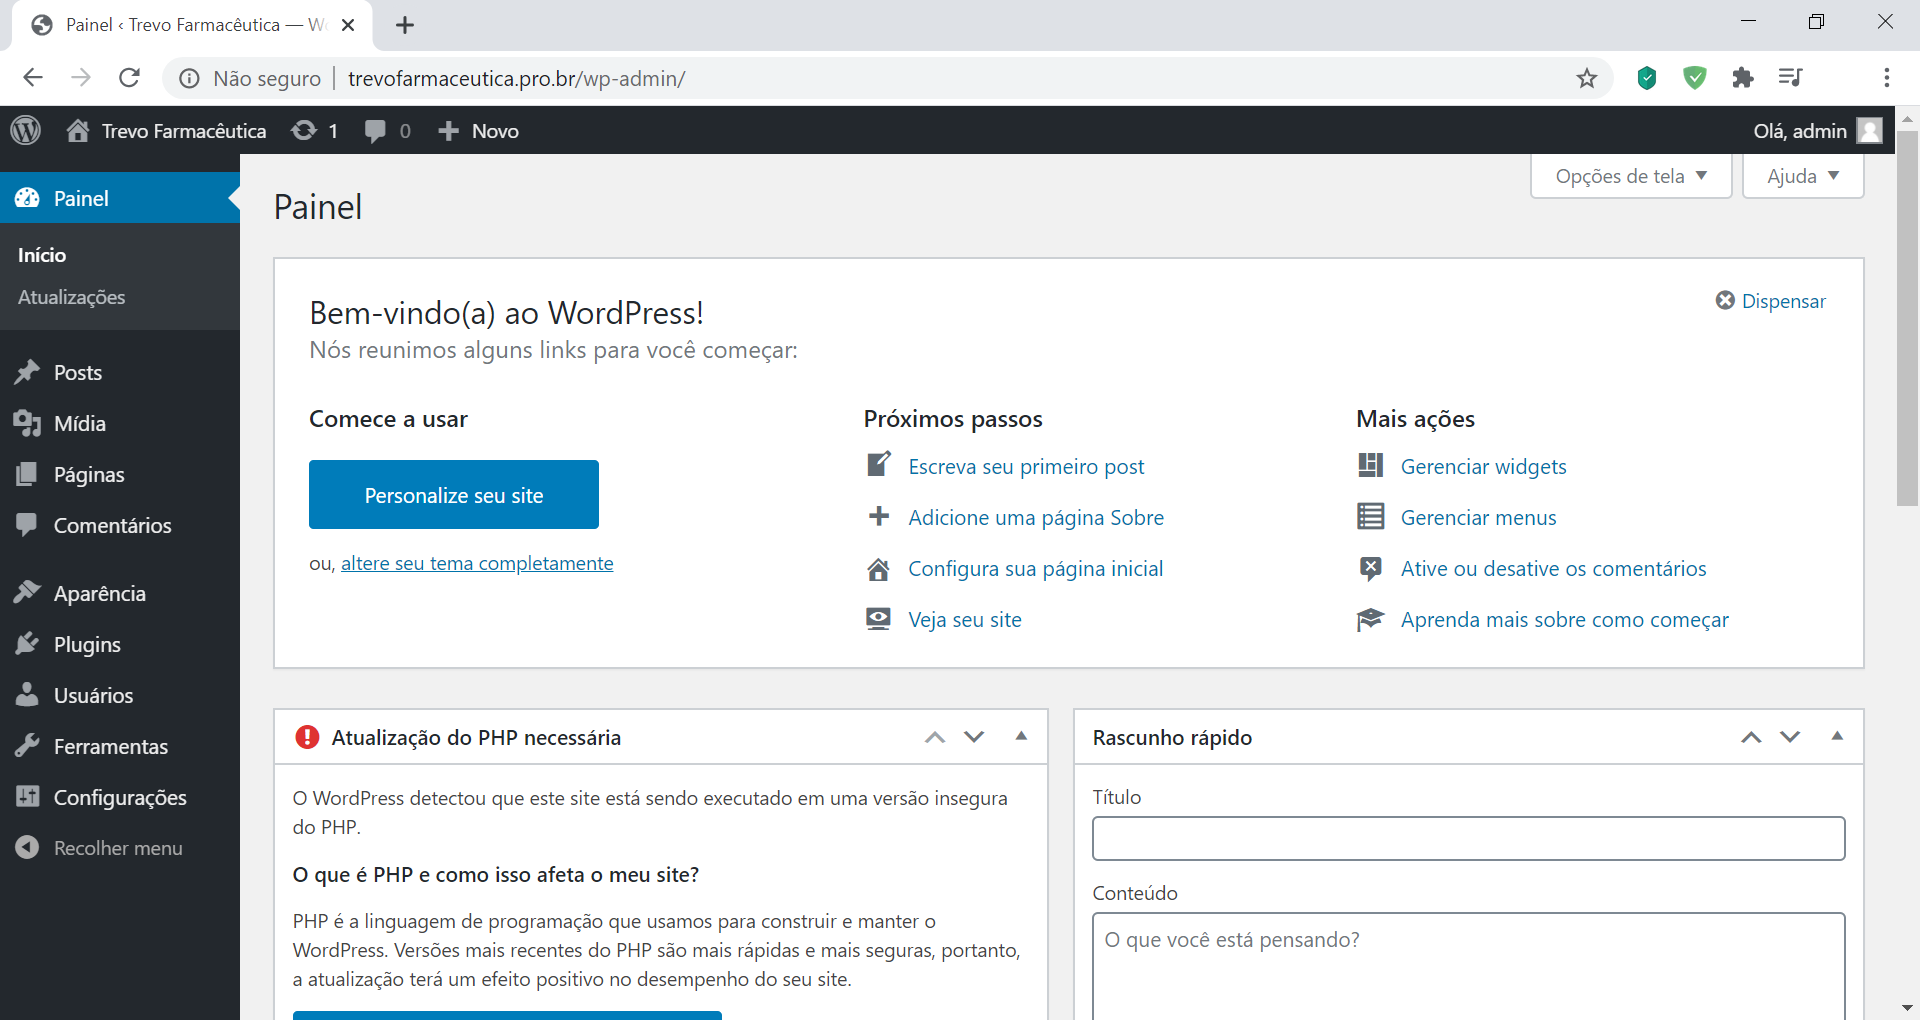 Painel ‹ Trevo Farmacêutica — W
Não seguro
trevofarmaceutica.pro.br/wp-admin/
Trevo Farmacêutica
1
0
Novo
Olá, admin
Painel
Início
Atualizações
Posts
Mídia
Páginas
Comentários
Aparência
Plugins
Usuários
Ferramentas
Configurações
Recolher menu
Painel
Opções de tela
Ajuda
Bem-vindo(a) ao WordPress!
Dispensar
Nós reunimos alguns links para você começar:
Comece a usar
Personalize seu site
ou, altere seu tema completamente
Próximos passos
Escreva seu primeiro post
Adicione uma página Sobre
Configura sua página inicial
Veja seu site
Mais ações
Gerenciar widgets
Gerenciar menus
Ative ou desative os comentários
Aprenda mais sobre como começar
Atualização do PHP necessária
O WordPress detectou que este site está sendo executado em uma versão insegura
do PHP.
O que é PHP e como isso afeta o meu site?
PHP é a linguagem de programação que usamos para construir e manter o
WordPress. Versões mais recentes do PHP são mais rápidas e mais seguras, portanto,
a atualização terá um efeito positivo no desempenho do seu site.
Rascunho rápido
Título
Conteúdo
O que você está pensando?